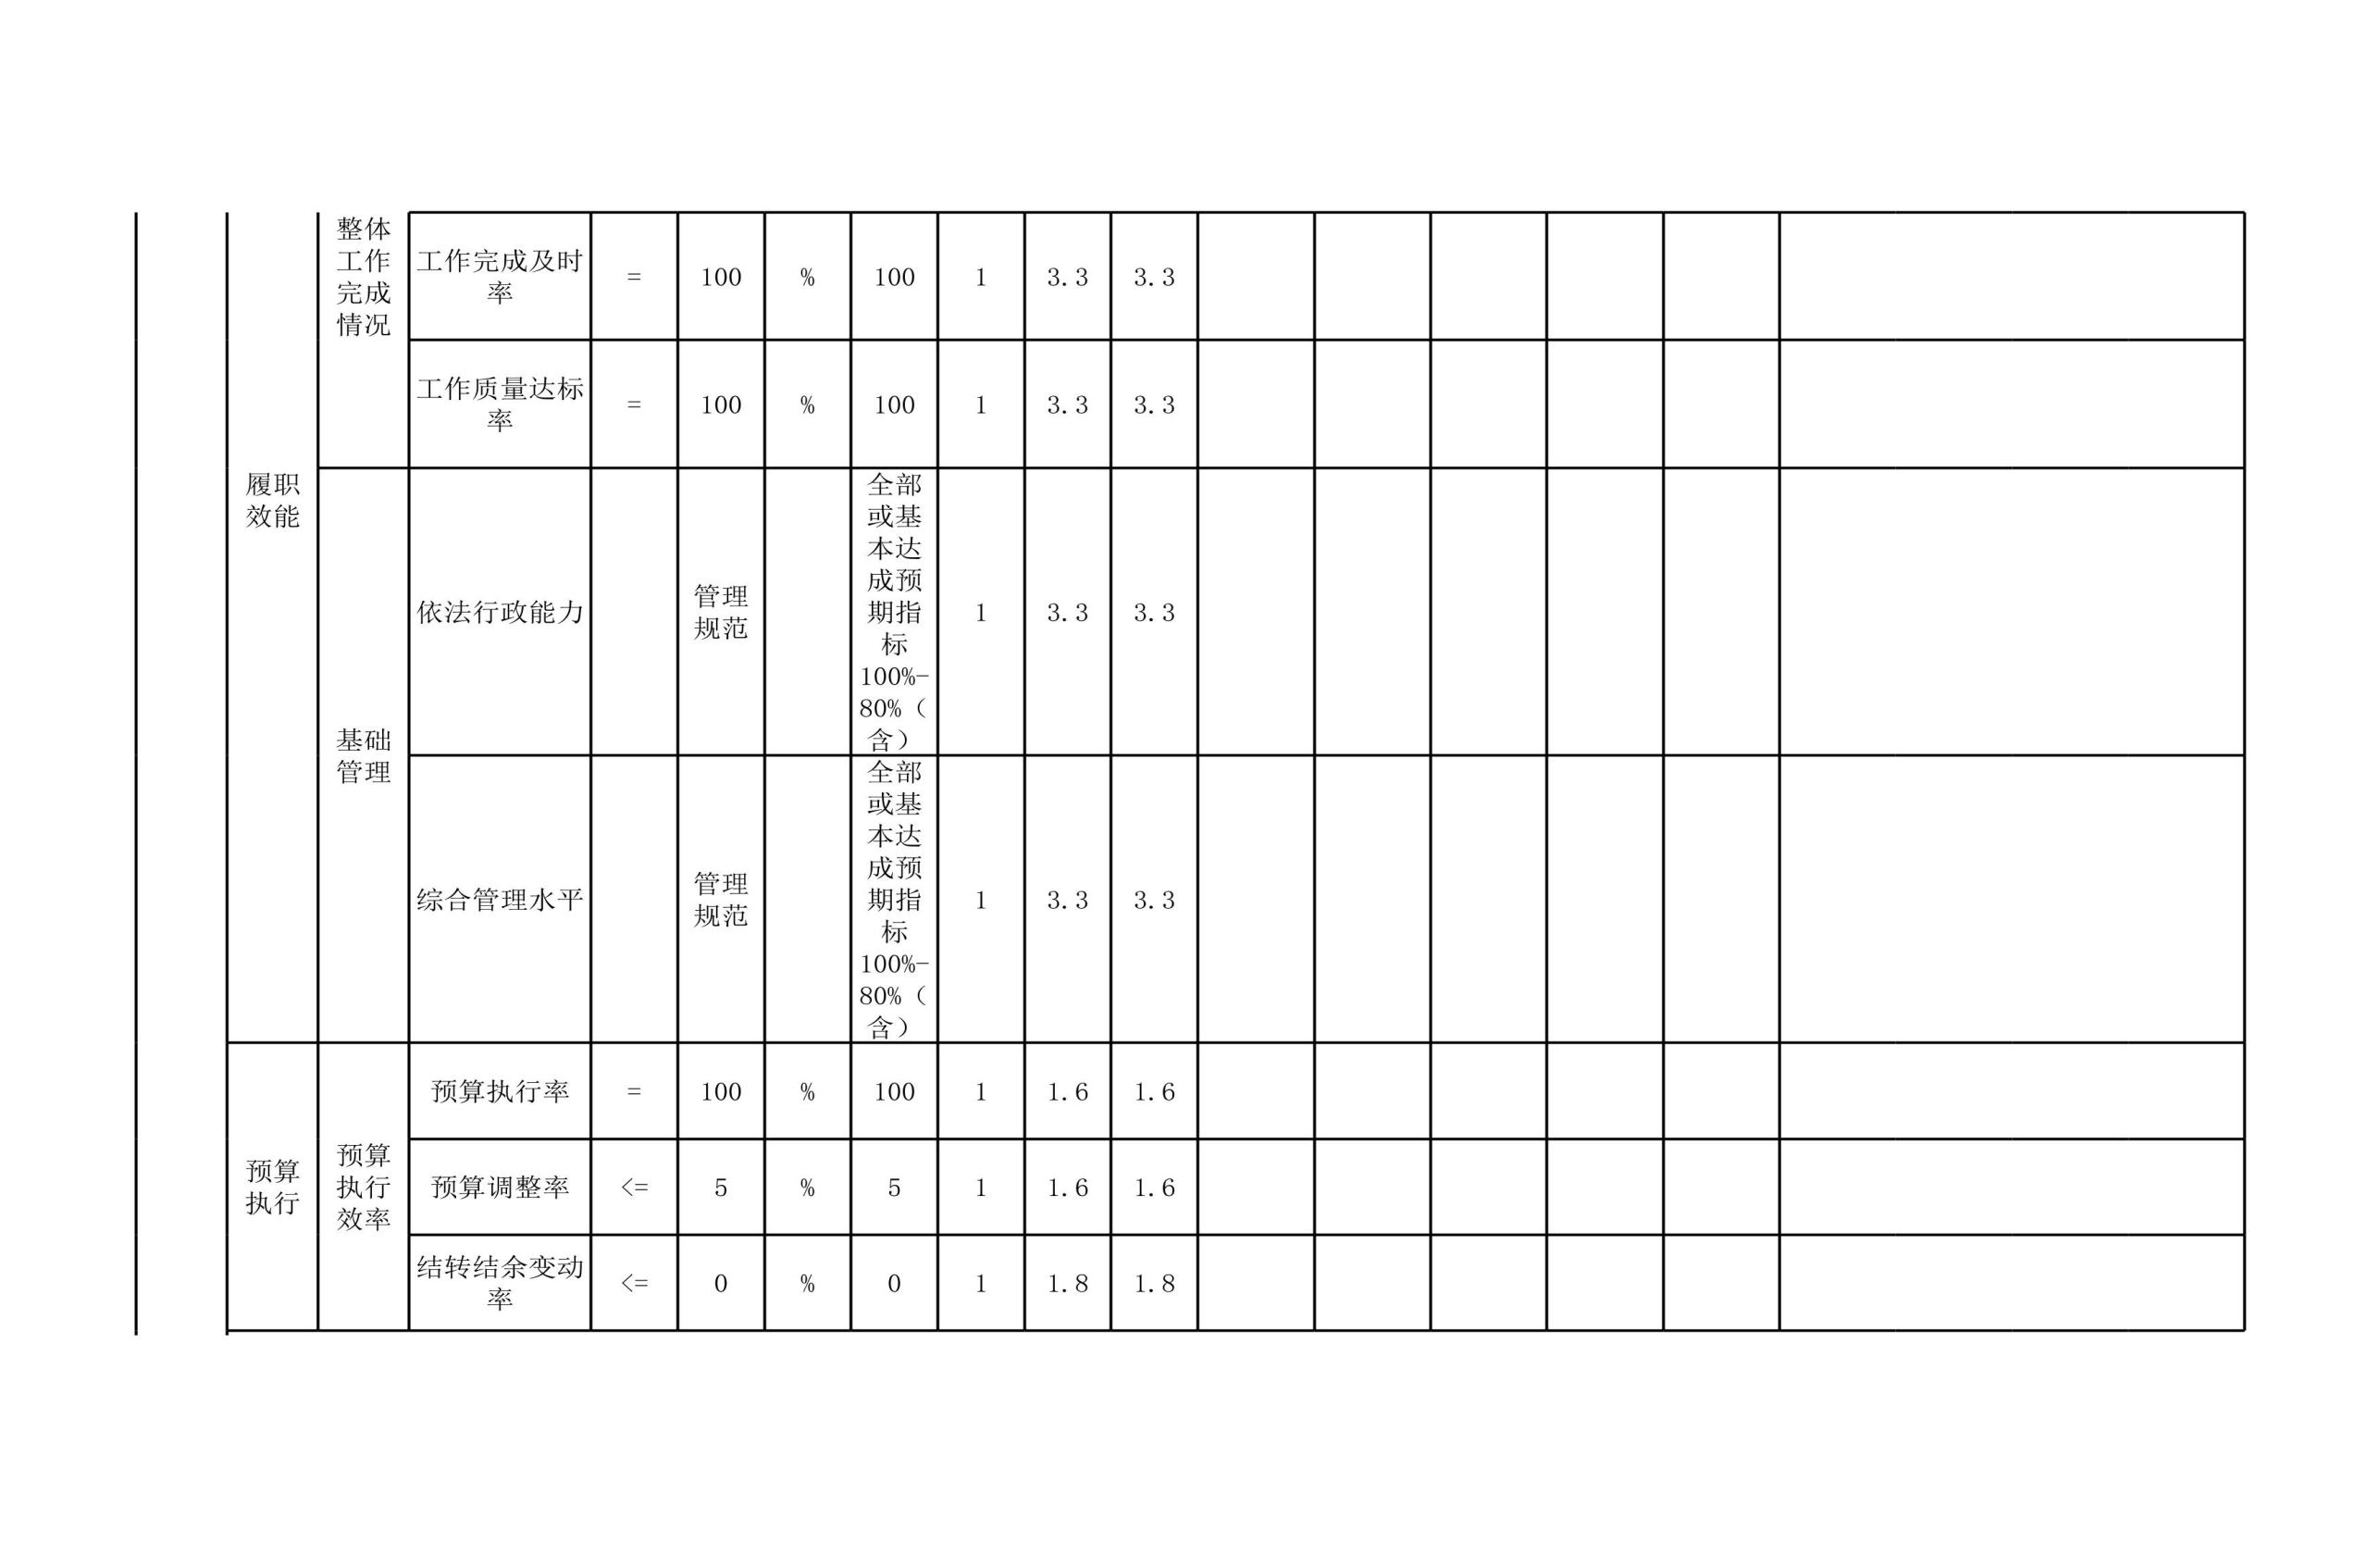 履职
效能
整体
工作
完成
情况
工作完成及时
率
=
100
%
100
1
3.3
3.3
工作质量达标
率
=
100
%
100
1
3.3
3.3
基础
管理
依法行政能力
管理
规范
全部
或基
本达
成预
期指
标
100%-
80%（
含）
1
3.3
3.3
综合管理水平
管理
规范
全部
或基
本达
成预
期指
标
100%-
80%（
含）
1
3.3
3.3
预算
执行
预算
执行
效率
预算执行率
=
100
%
100
1
1.6
1.6
预算调整率
<=
5
%
5
1
1.6
1.6
结转结余变动
率
<=
0
%
0
1
1.8
1.8